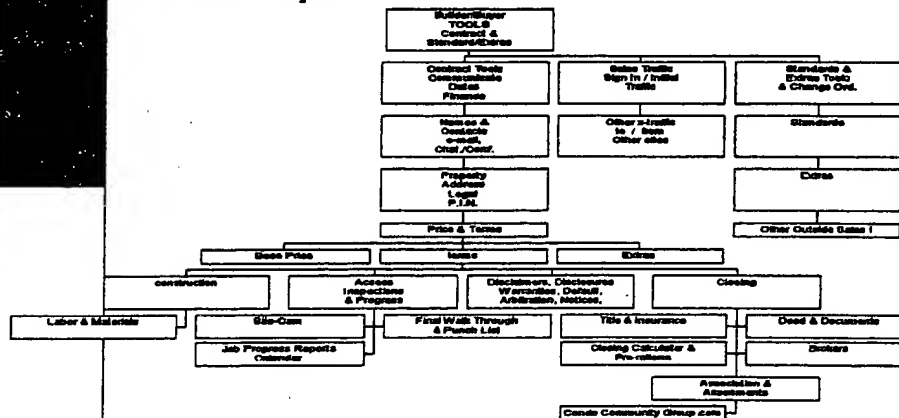 Builder/Buyer
TOOLS
Contract &
Standard/Extras
Contract Tools
Communicate
Dates
Finance
Sales Traffic
Sign In / Initial
Traffic
Standards &
Extras Tools
& Change Ord.
Names &
Contacts
e-mail,
Chat /Conf.
Other x-traffic
to / from
Other sites
Standards
Property
Address
Legal
P.I.N.
Extras
Price & Terms
Other Outside Sales
Base Price
terms
Extras
construction
Access
Inspections
& Progress
Disclaimers, Disclosures
Warranties, Default,
Arbitration, Notices.
Closing
Labor & Materials
Site-Cam
Final Walk Through
& Punch List
Title & Insurance
Deed & Documents
Job Progress Reports
Calendar
Closing Calculator &
Pro-rations
Brokers
Association &
Assessments
Condo Community Group